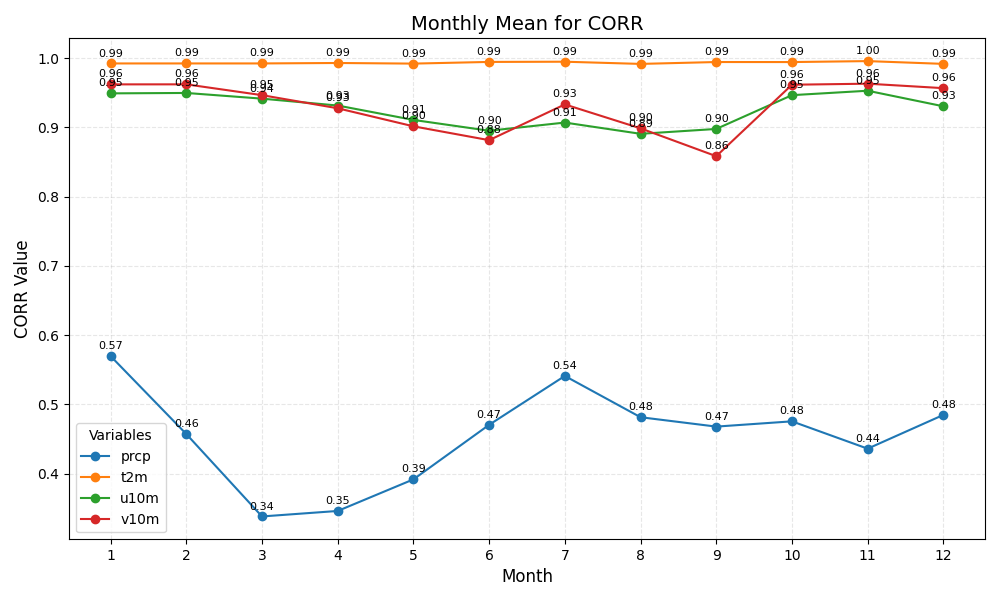 Monthly Mean for CORR
1.0
0.9
0.8
0.7
0.6
0.5
0.4
CORR Value
0.99 0.99 0.99 0.99 0.99 0.99 0.99 0.99 0.99 0.99 1.00 0.99
0.96 0.96 0.95 0.93 0.90 0.88 0.93 0.90 0.86 0.96 0.96 0.96
0.95 0.95 0.94 0.93 0.91 0.90 0.91 0.89 0.90 0.95 0.95 0.93
0.57 0.46 0.34 0.35 0.39 0.47 0.54 0.48 0.47 0.48 0.44 0.48
Variables
prcp
t2m
u10m
v10m
1 2 3 4 5 6 7 8 9 10 11 12
Month